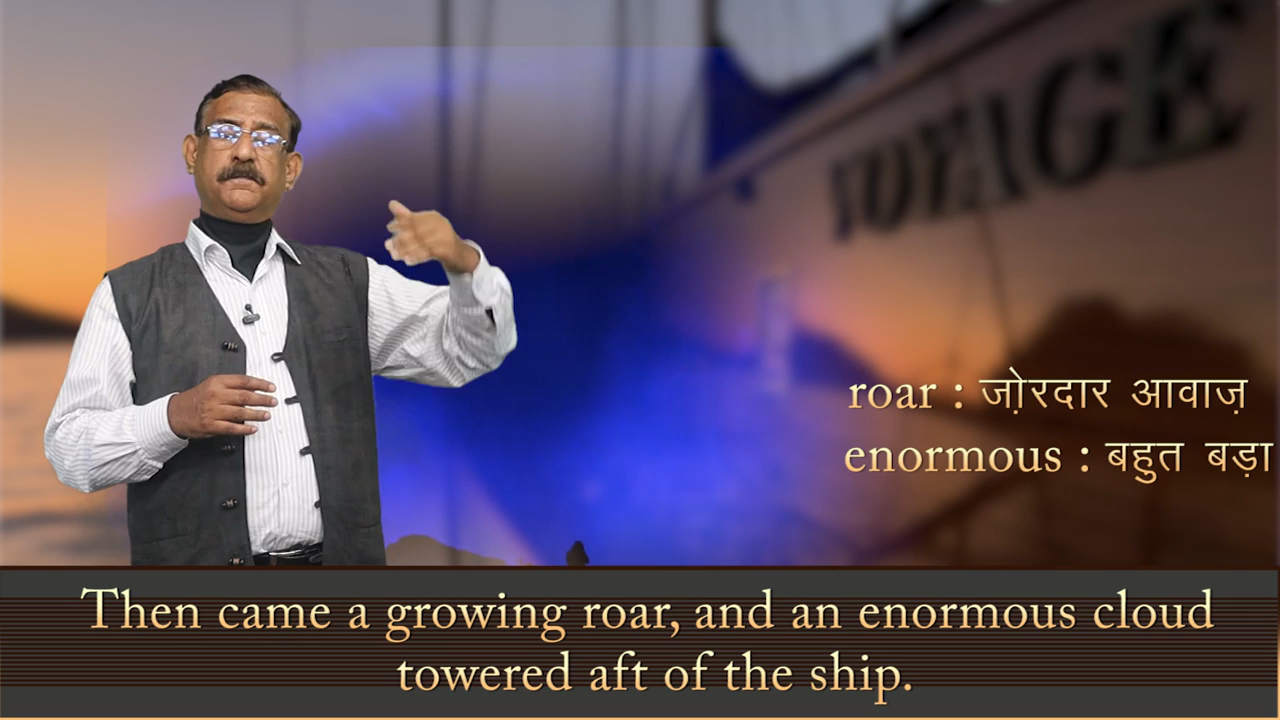 VOYAGE
roar : जो़रदार आवाज़
enormous : बहुत बड़ा
Then came a growing roar, and an enormous cloud
towered aft of the ship.